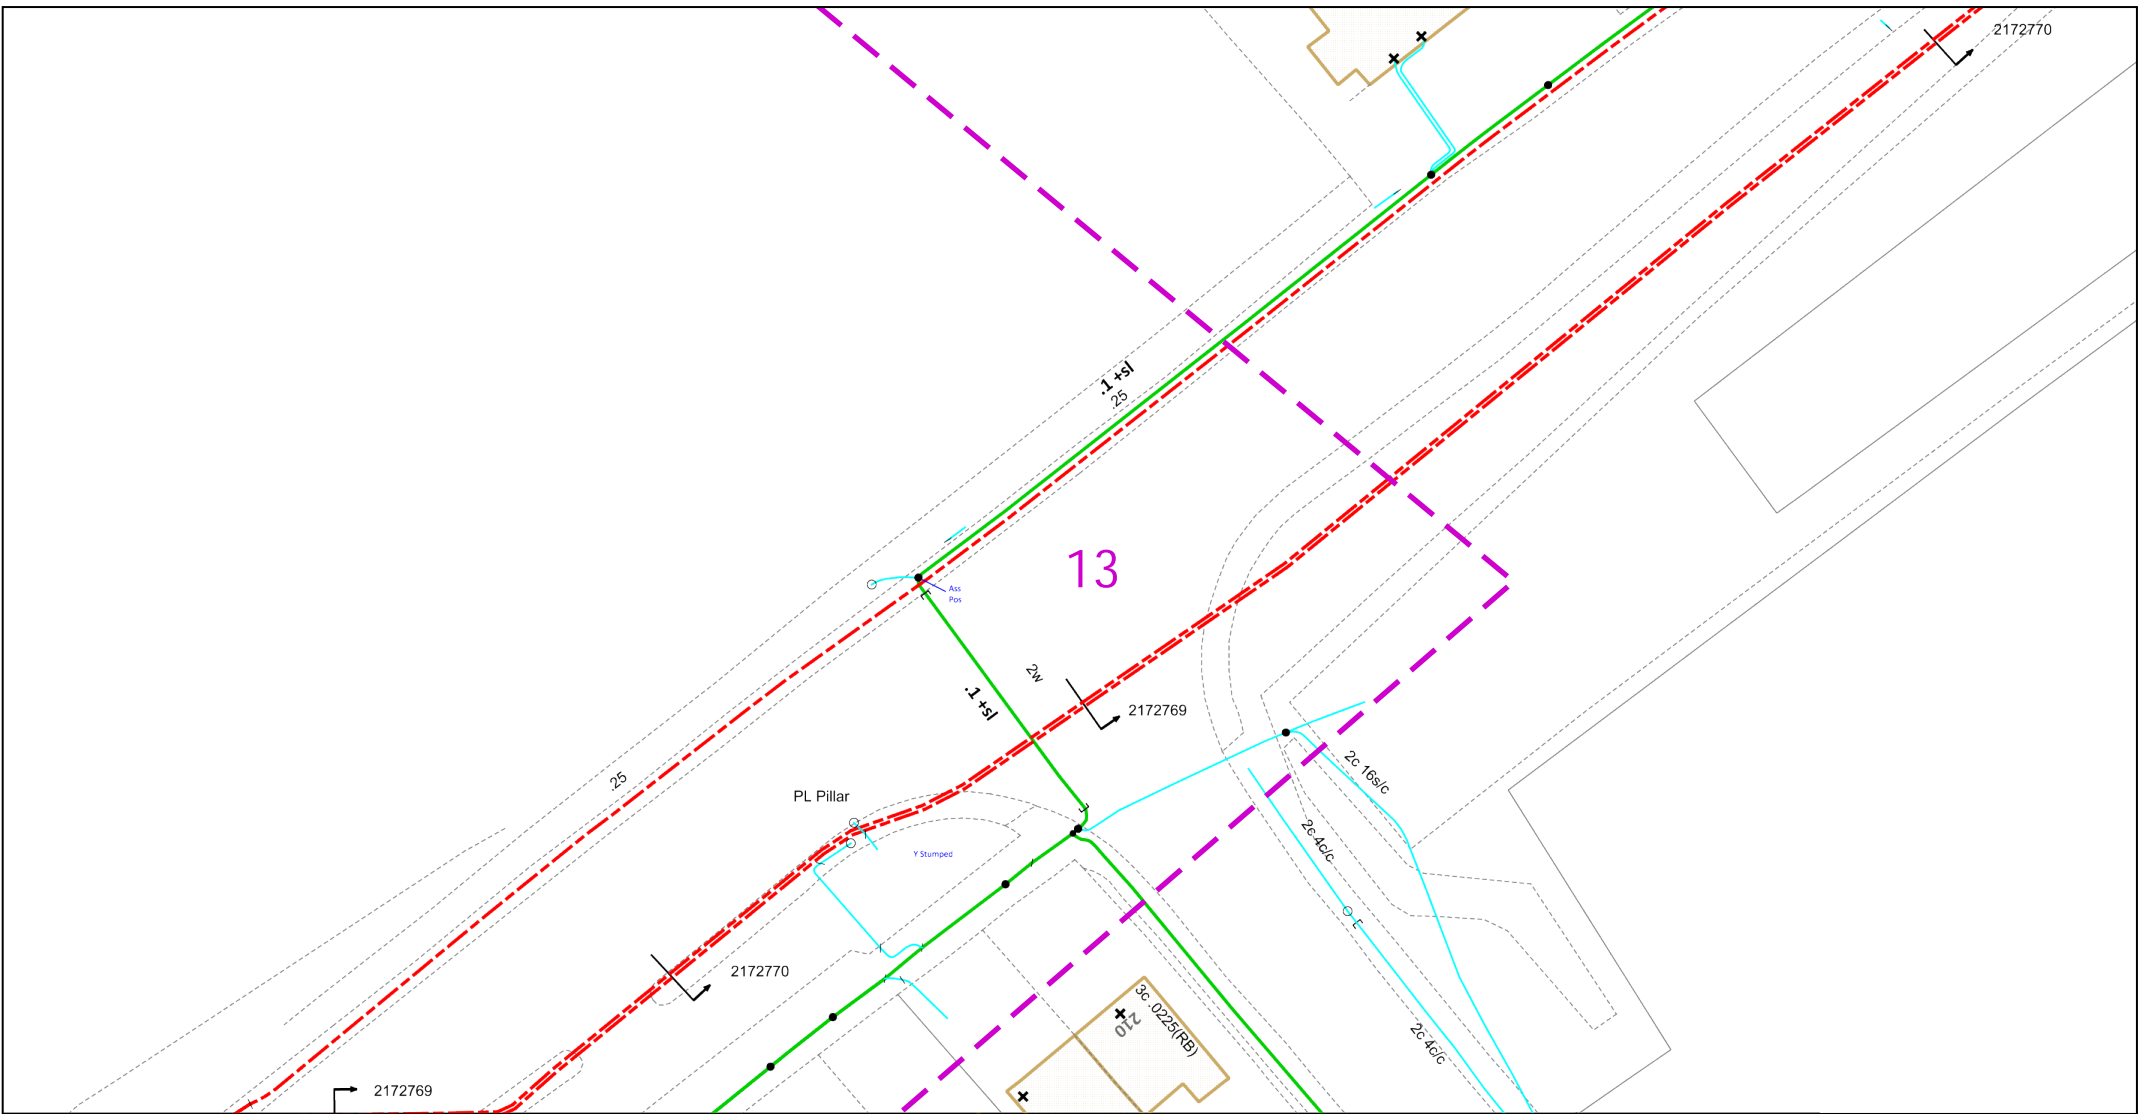 2172770
.1 +sl
.25
13
Ass
Pos
2w
.1 +sl
2172769
2c 16s/c
.25
PL Pillar
Y Stumped
2c 4c/c
2172770
3c .0225(RB)
210
2c 4c/c
2172769